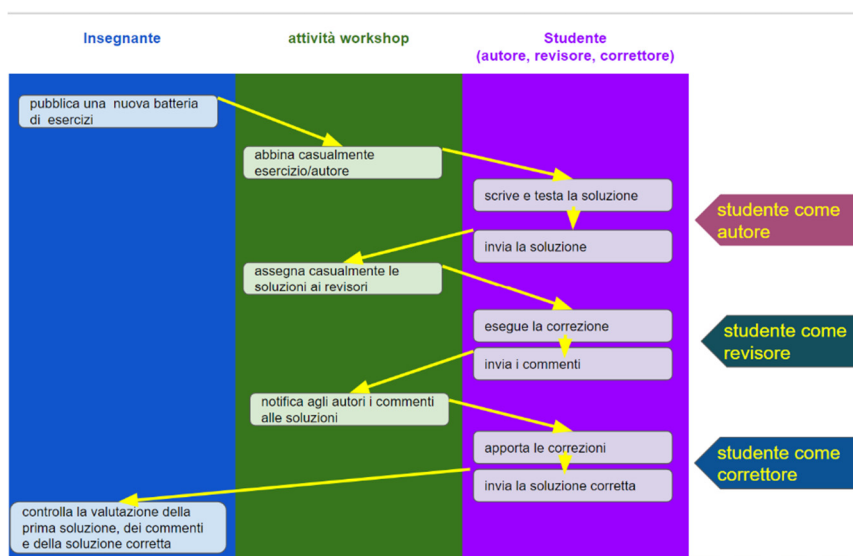 Insegnante
attività workshop
Studente
(autore, revisore, correttore)
pubblica una nuova batteria
di esercizi
abbina casualmente
esercizio/autore
scrive e testa la soluzione
studente come
autore
invia la soluzione
assegna casualmente le
soluzioni ai revisori
esegue la correzione
studente come
revisore
invia i commenti
notifica agli autori i commenti
alle soluzioni
apporta le correzioni
studente come
correttore
invia la soluzione corretta
controlla la valutazione della
prima soluzione, dei commenti
e della soluzione corretta